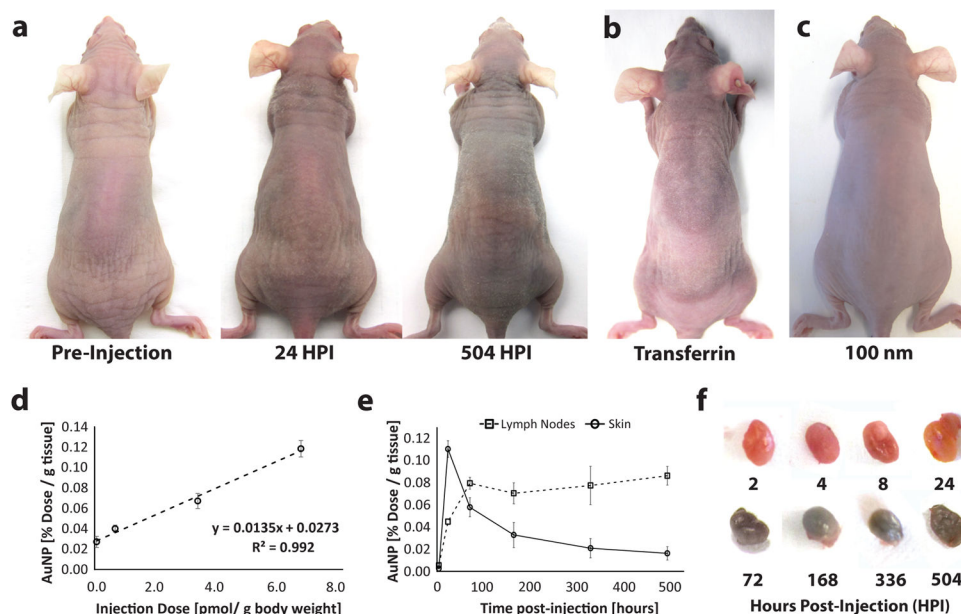 a
b
c
Pre-Injection
24 HPI
504 HPI
Transferrin
100 nm
d
e
f
AuNP [% Dose / g tissue]
0.14
0.12
0.10
0.08
0.06
0.04
0.02
0.00
y = 0.0135x + 0.0273
R² = 0.992
0.0
2.0
4.0
6.0
8.0
Injection Dose [pmol/ g body weight]
AuNP [% Dose / g tissue]
Lymph Nodes
Skin
0.12
0.10
0.08
0.06
0.04
0.02
0.00
0
100
200
300
400
500
Time post-injection [hours]
2 4 8 24
72 168 336 504
Hours Post-Injection (HPI)